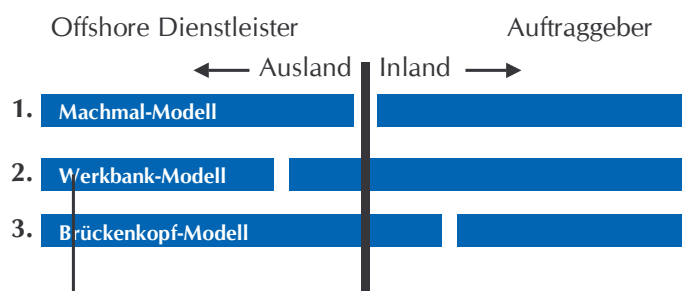 Offshore Dienstleister Auftraggeber
Ausland Inland
1. Machmal-Modell
2. Werkbank-Modell
3. Brückenkopf-Modell